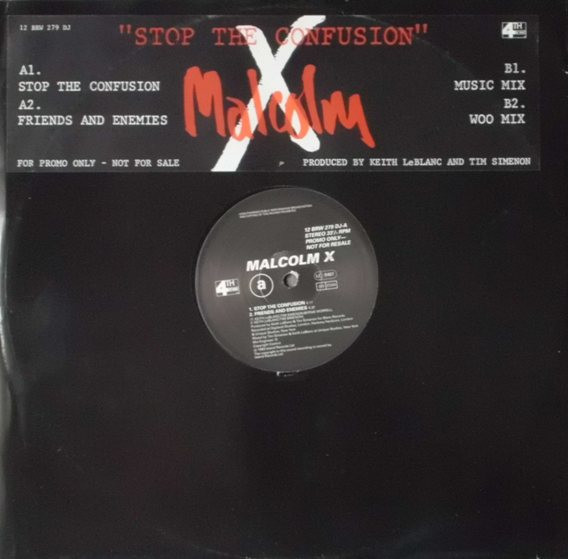 12 BRW 279 DJ
"STOP THE CONFUSION"
4TH
A1.
STOP THE CONFUSION
A2.
FRIENDS AND ENEMIES
X
Malcolm
B1.
MUSIC MIX
B2.
WOO MIX
FOR PROMO ONLY - NOT FOR SALE
PRODUCED BY KEITH LeBLANC AND TIM SIMENON
12 BRW 279 DJ-A
STEREO 33⅓ RPM
PROMO ONLY—
NOT FOR RESALE
MALCOLM X
4TH
a
1. STOP THE CONFUSION
2. FRIENDS AND ENEMIES